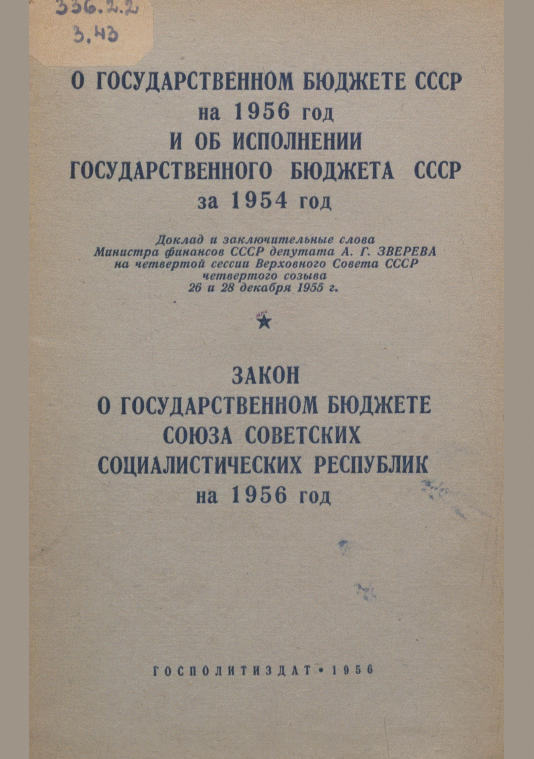 336.2.2
3.43
О ГОСУДАРСТВЕННОМ БЮДЖЕТЕ СССР
на 1956 год
И ОБ ИСПОЛНЕНИИ
ГОСУДАРСТВЕННОГО БЮДЖЕТА СССР
за 1954 год
Доклад и заключительные слова
Министра финансов СССР депутата А. Г. ЗВЕРЕВА
на четвертой сессии Верховного Совета СССР
четвертого созыва
26 и 28 декабря 1955 г.
ЗАКОН
О ГОСУДАРСТВЕННОМ БЮДЖЕТЕ
СОЮЗА СОВЕТСКИХ
СОЦИАЛИСТИЧЕСКИХ РЕСПУБЛИК
на 1956 год
ГОСПОЛИТИЗДАТ • 1956